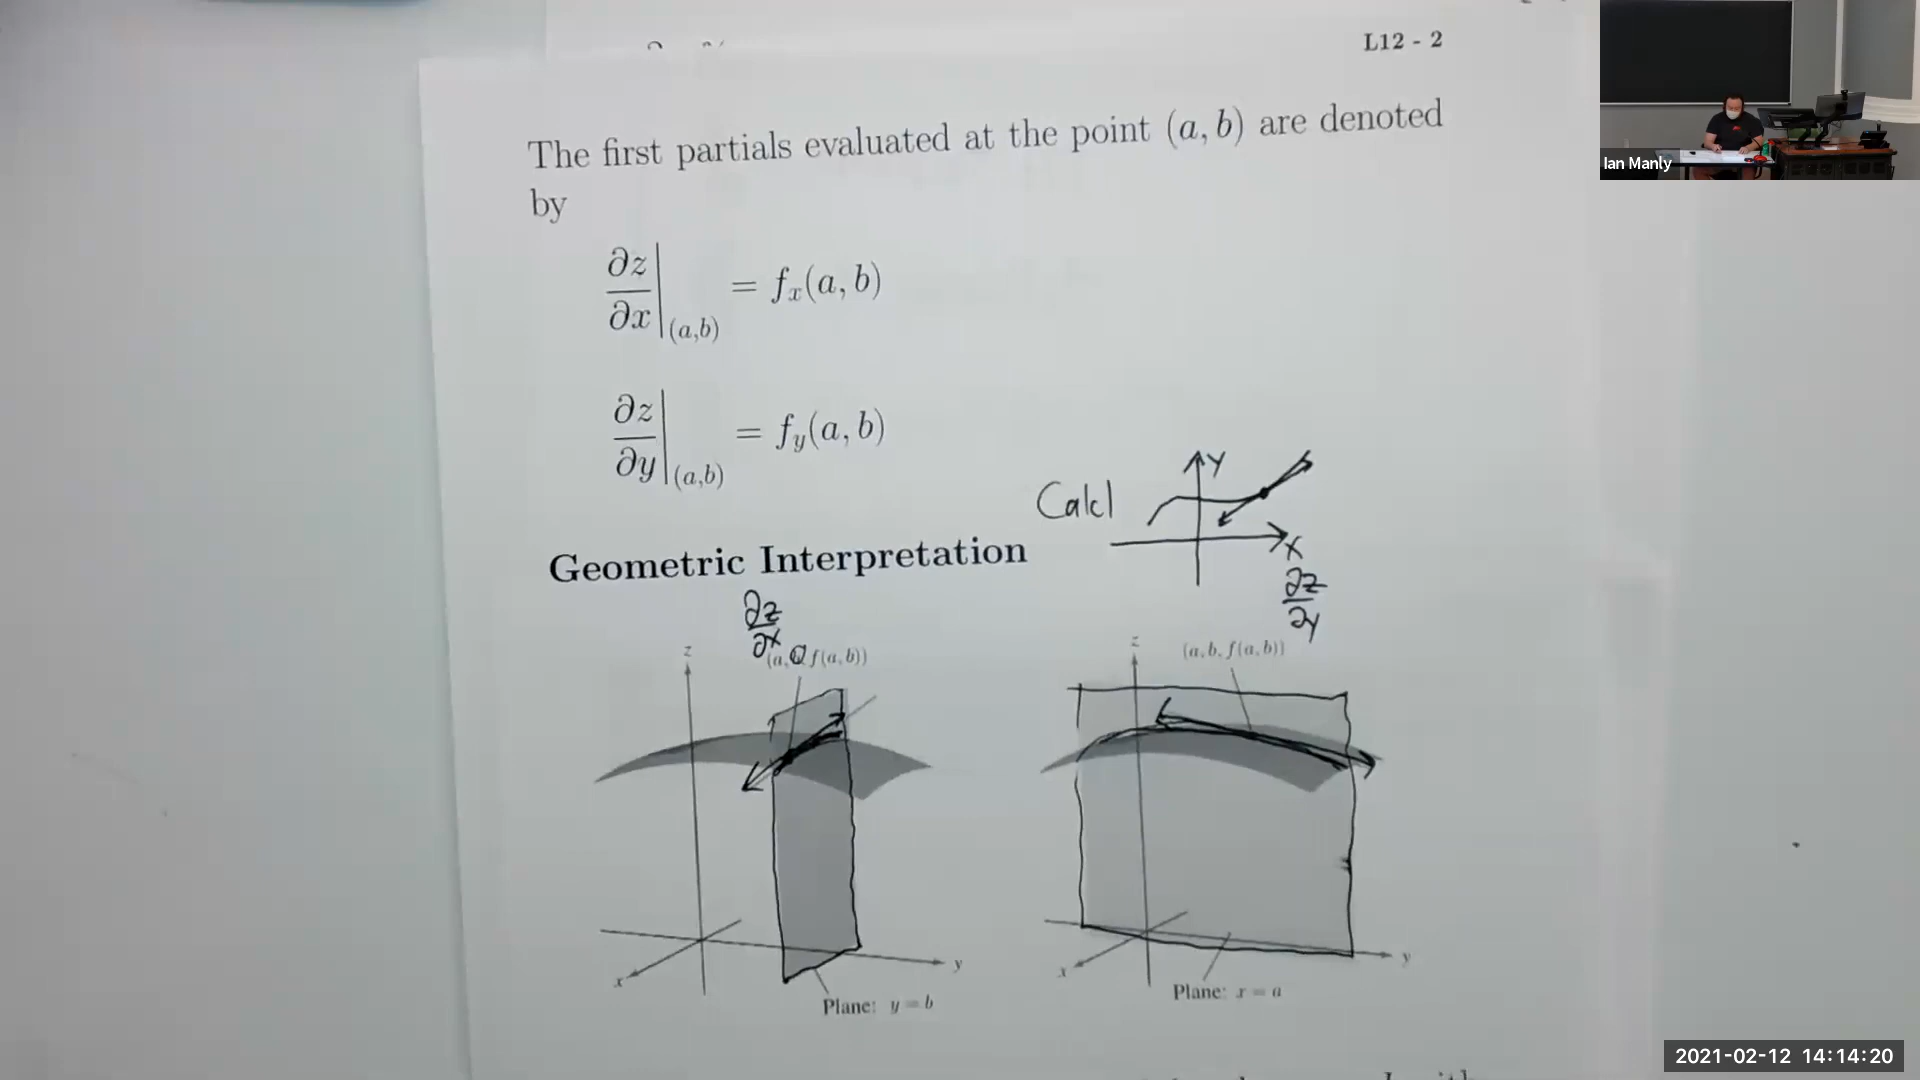 L12 - 2
The first partials evaluated at the point (a, b) are denoted
by
∂z/∂x |(a,b) = fx(a, b)
∂z/∂y |(a,b) = fy(a, b)
Calc1
Y
X
Geometric Interpretation
∂z/∂x
∂z/∂y
z
(a, f(a, b))
z
(a, b, f(a, b))
x
y
Plane: y = b
x
y
Plane: x = a
Ian Manly
2021-02-12 14:14:20